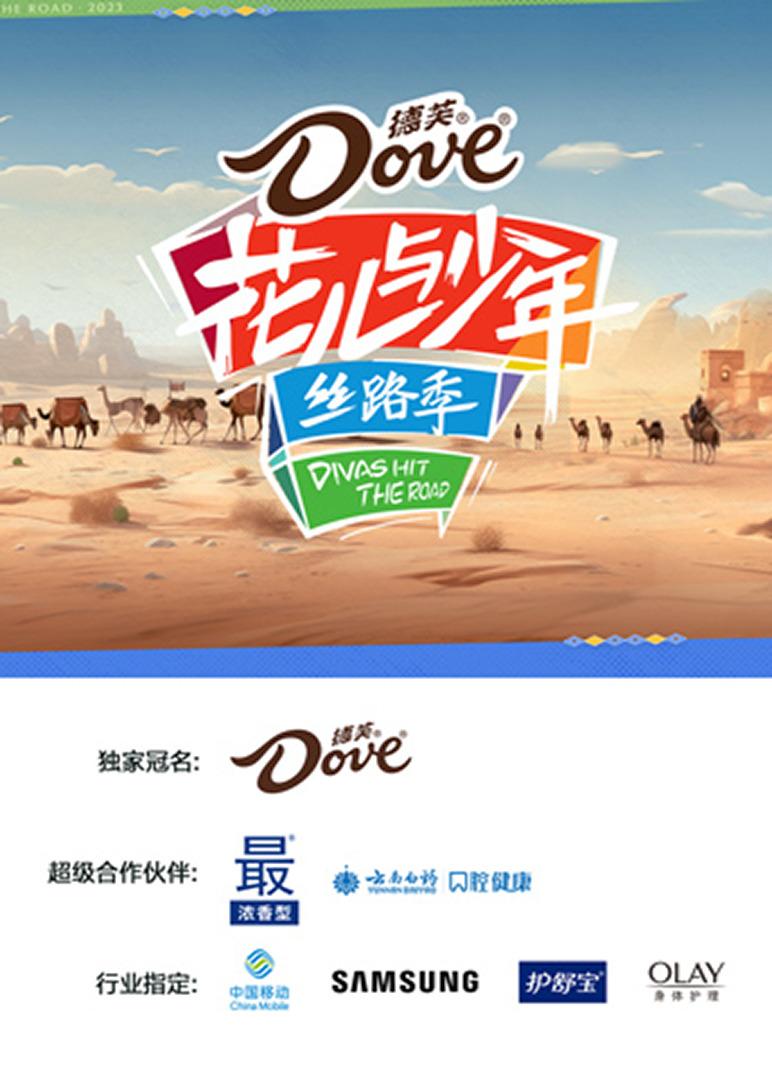 HE ROAD · 2023
德芙®
Dove®
花儿与少年
丝路季
DIVAS HIT
THE ROAD
独家冠名:
德芙®
Dove®
超级合作伙伴:
最®
浓香型
云南白药
YUNNAN BAIYAO
口腔健康
行业指定:
中国移动
China Mobile
SAMSUNG
护舒宝®
OLAY
身体护理